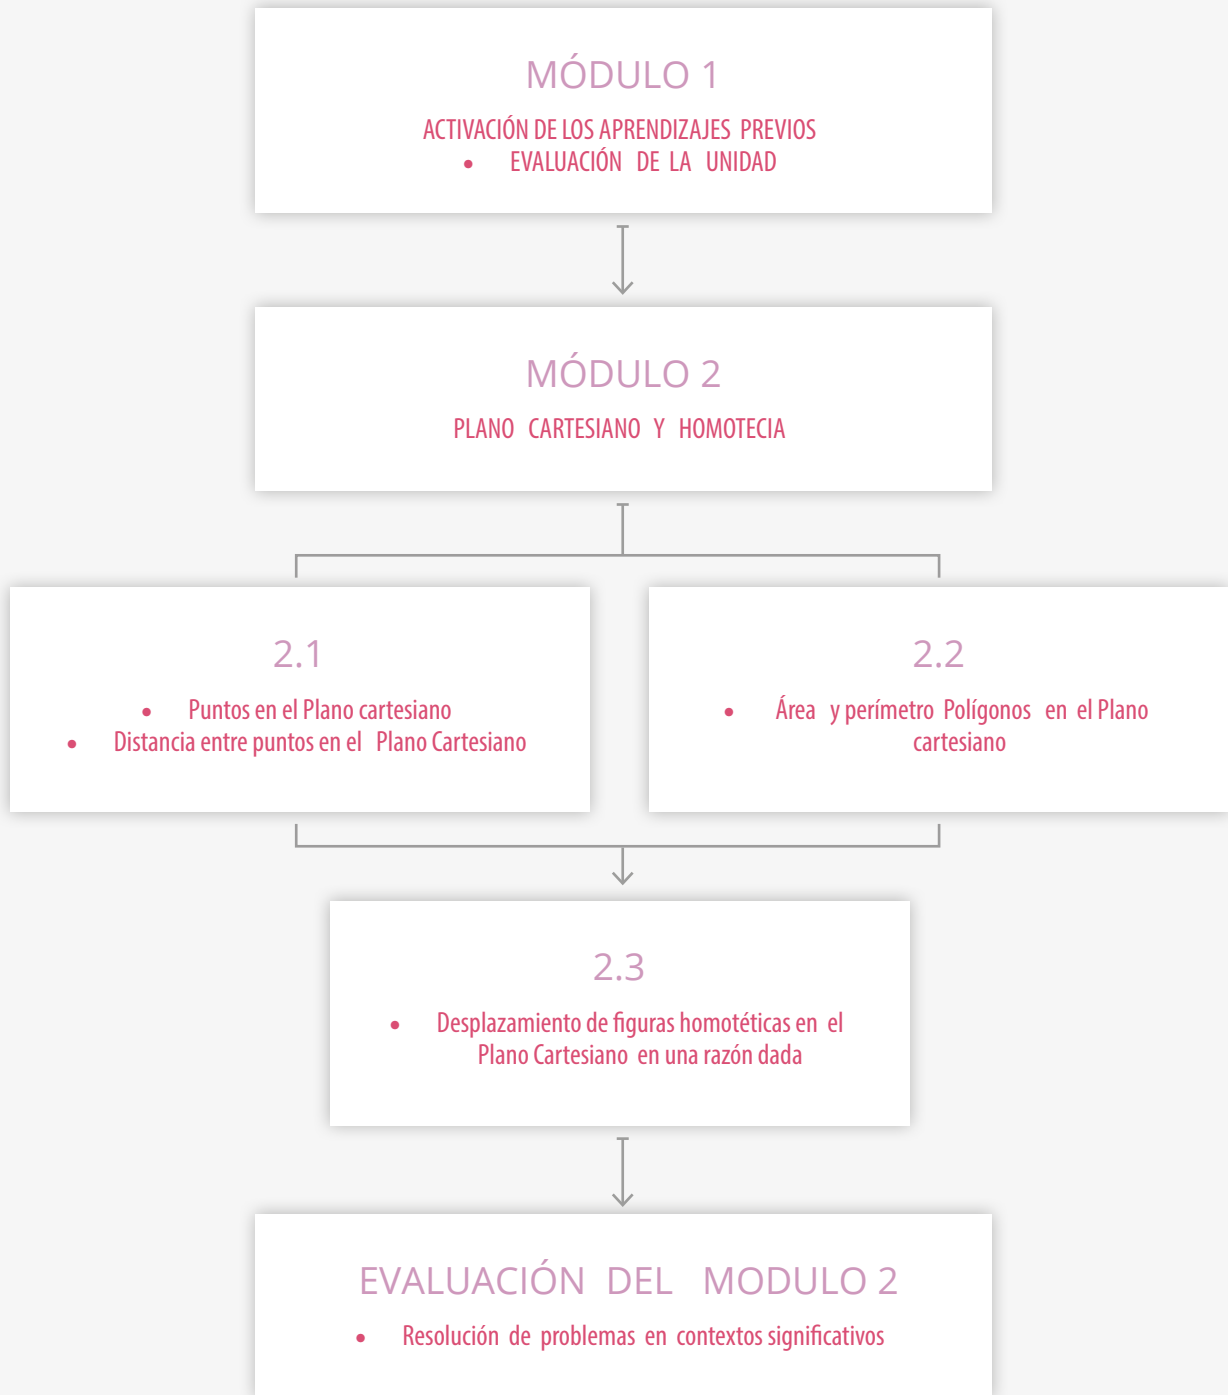 MÓDULO 1
ACTIVACIÓN DE LOS APRENDIZAJES PREVIOS
• EVALUACIÓN DE LA UNIDAD
MÓDULO 2
PLANO CARTESIANO Y HOMOTECIA
2.1
• Puntos en el Plano cartesiano
• Distancia entre puntos en el Plano Cartesiano
2.2
• Área y perímetro Polígonos en el Plano
cartesiano
2.3
• Desplazamiento de figuras homotéticas en el
Plano Cartesiano en una razón dada
EVALUACIÓN DEL MODULO 2
• Resolución de problemas en contextos significativos